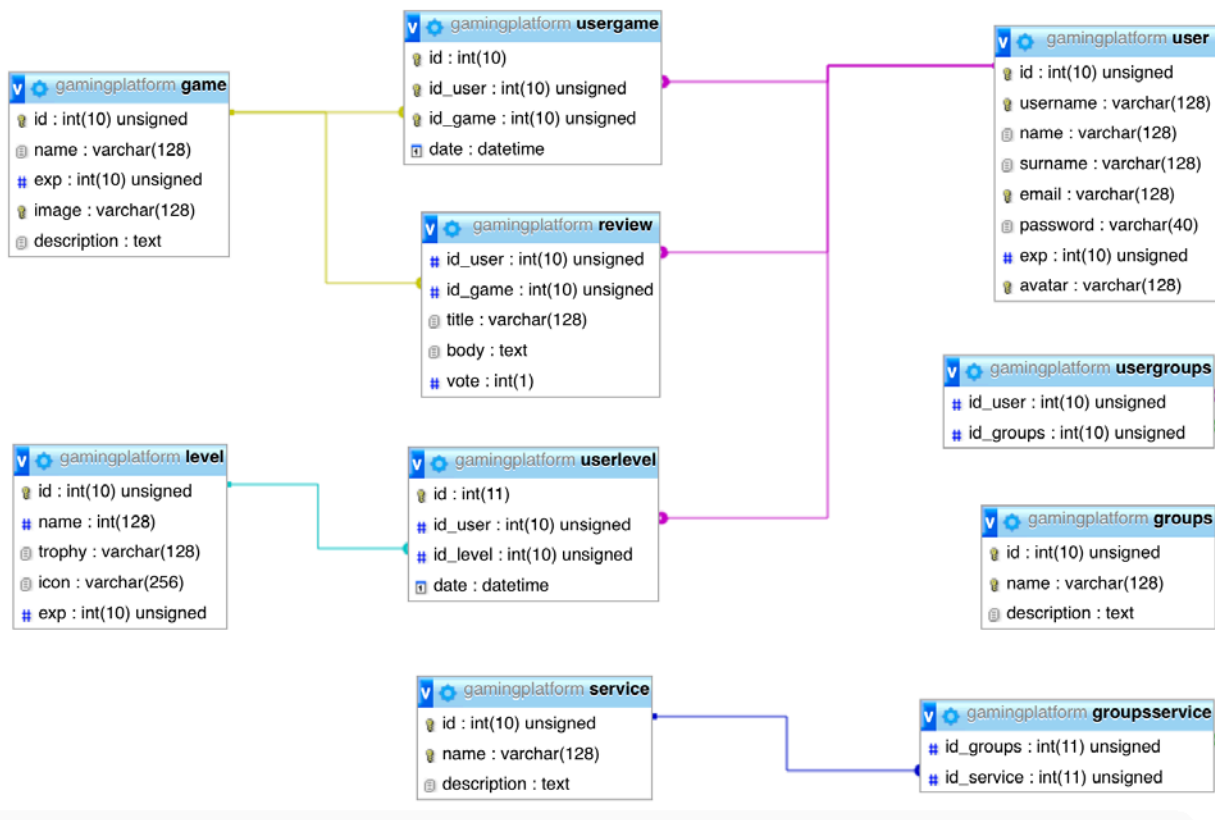 gamingplatform game
id : int(10) unsigned
name : varchar(128)
exp : int(10) unsigned
image : varchar(128)
description : text
gamingplatform usergame
id : int(10)
id_user : int(10) unsigned
id_game : int(10) unsigned
date : datetime
gamingplatform user
id : int(10) unsigned
username : varchar(128)
name : varchar(128)
surname : varchar(128)
email : varchar(128)
password : varchar(40)
exp : int(10) unsigned
avatar : varchar(128)
gamingplatform review
id_user : int(10) unsigned
id_game : int(10) unsigned
title : varchar(128)
body : text
vote : int(1)
gamingplatform usergroups
id_user : int(10) unsigned
id_groups : int(10) unsigned
gamingplatform level
id : int(10) unsigned
name : int(128)
trophy : varchar(128)
icon : varchar(256)
exp : int(10) unsigned
gamingplatform userlevel
id : int(11)
id_user : int(10) unsigned
id_level : int(10) unsigned
date : datetime
gamingplatform groups
id : int(10) unsigned
name : varchar(128)
description : text
gamingplatform service
id : int(10) unsigned
name : varchar(128)
description : text
gamingplatform groupsservice
id_groups : int(11) unsigned
id_service : int(11) unsigned